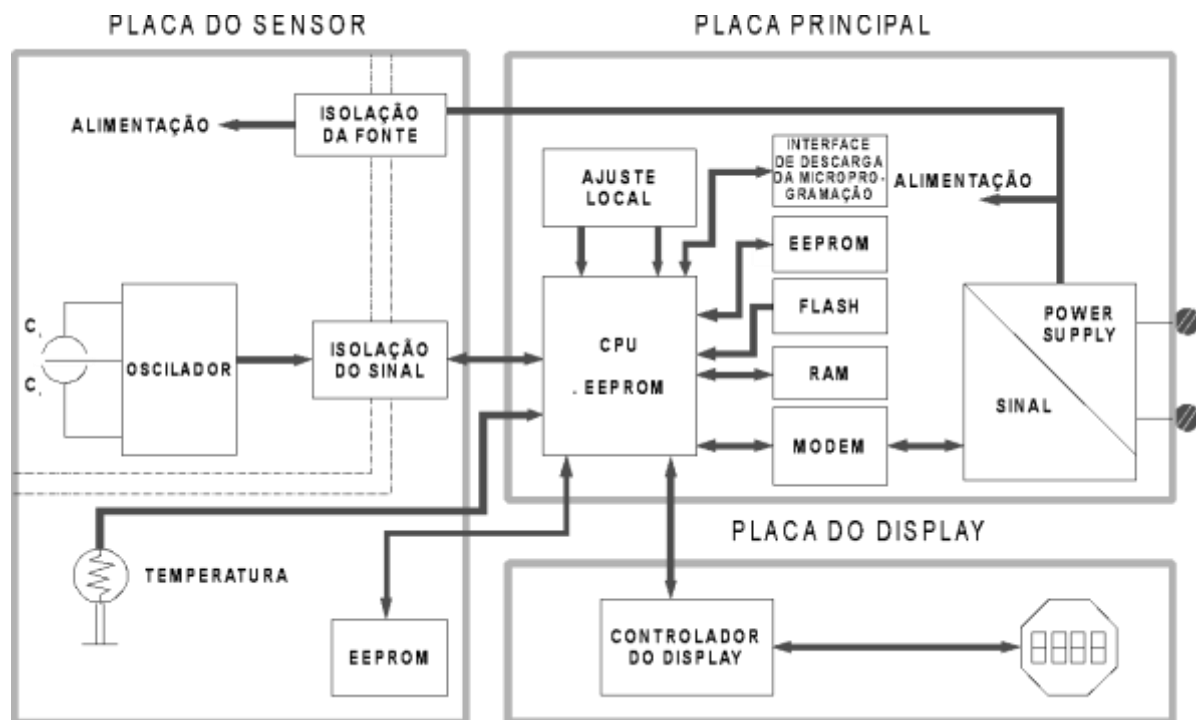 PLACA DO SENSOR
PLACA PRINCIPAL
ALIMENTAÇÃO
ISOLAÇÃO
DA FONTE
AJUSTE
LOCAL
INTERFACE
DE DESCARGA
DA MICROPRO-
GRAMAÇÃO
ALIMENTAÇÃO
EEPROM
FLASH
CPU
. EEPROM
RAM
MODEM
POWER
SUPPLY
SINAL
C
C
OSCILADOR
ISOLAÇÃO
DO SINAL
TEMPERATURA
EEPROM
PLACA DO DISPLAY
CONTROLADOR
DO DISPLAY
8888